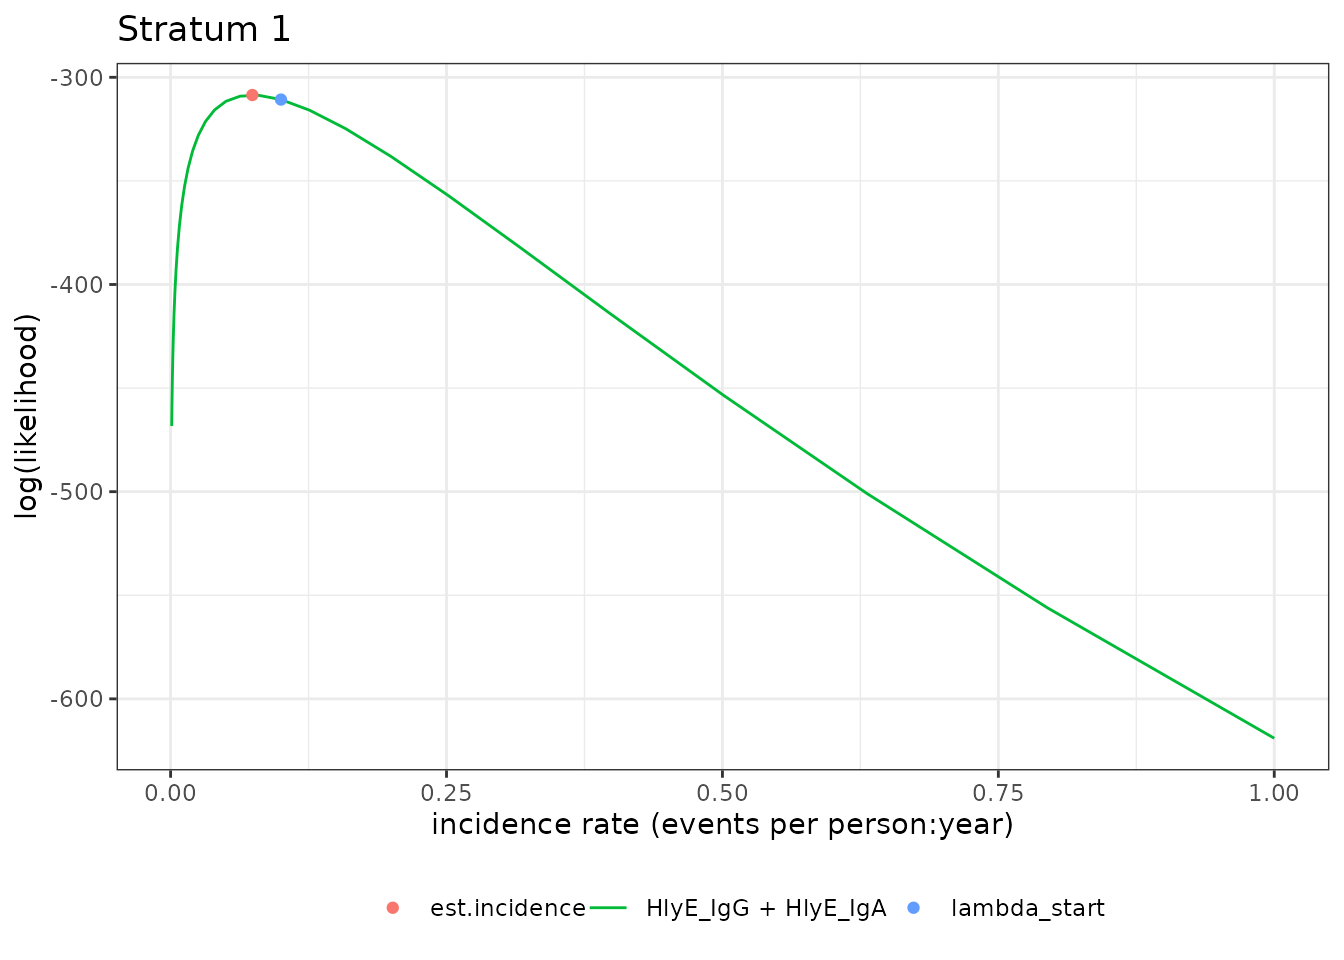 Stratum 1
-300
-400
-500
-600
log(likelihood)
0.00 0.25 0.50 0.75 1.00
incidence rate (events per person:year)
est.incidence HlyE_IgG + HlyE_IgA lambda_start